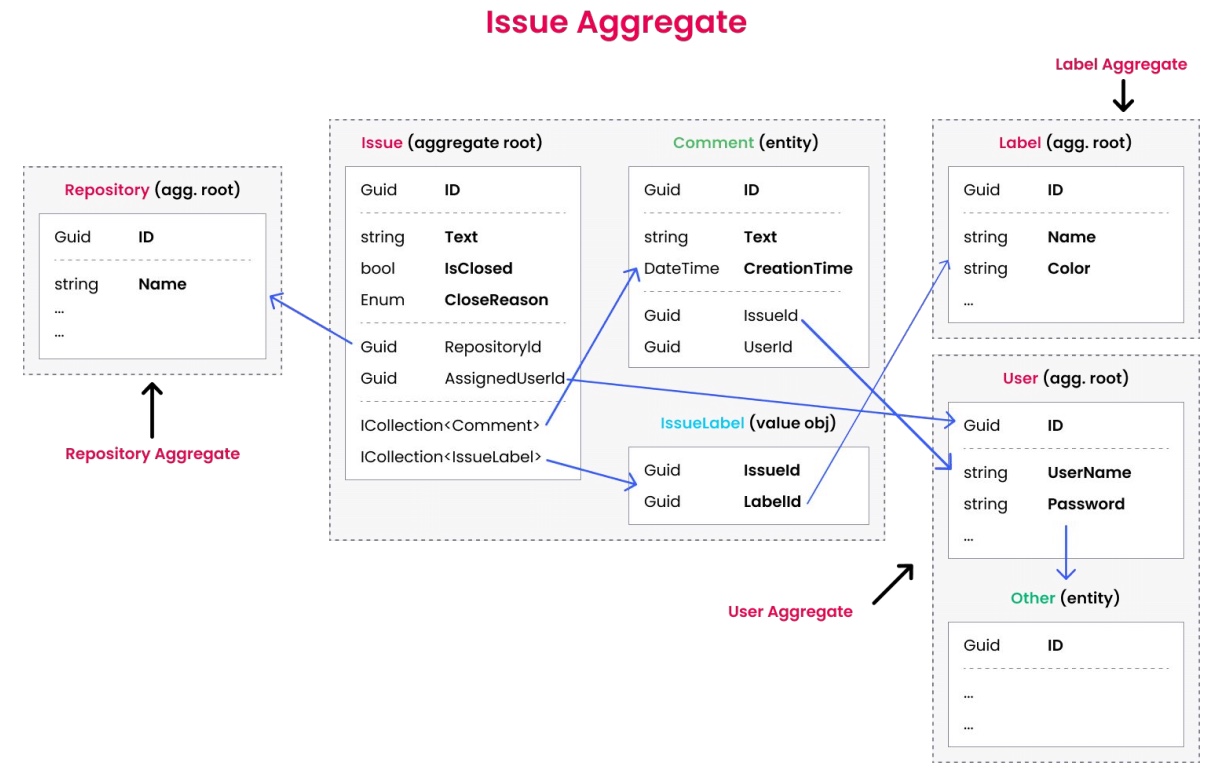 Issue Aggregate
Repository (agg. root)
Guid ID
string Name
...
...
Repository Aggregate
Issue (aggregate root)
Guid ID
string Text
bool IsClosed
Enum CloseReason
Guid RepositoryId
Guid AssignedUserId
ICollection<Comment>
ICollection<IssueLabel>
Comment (entity)
Guid ID
string Text
DateTime CreationTime
Guid IssueId
Guid UserId
IssueLabel (value obj)
Guid IssueId
Guid LabelId
Label Aggregate
Label (agg. root)
Guid ID
string Name
string Color
...
User (agg. root)
Guid ID
string UserName
string Password
...
User Aggregate
Other (entity)
Guid ID
...
...